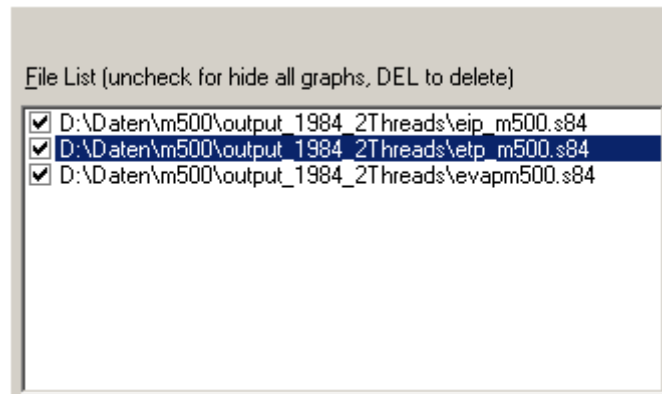 File List (uncheck for hide all graphs, DEL to delete)
D:\Daten\m500\output_1984_2Threads\eip_m500.s84
D:\Daten\m500\output_1984_2Threads\etp_m500.s84
D:\Daten\m500\output_1984_2Threads\evapm500.s84